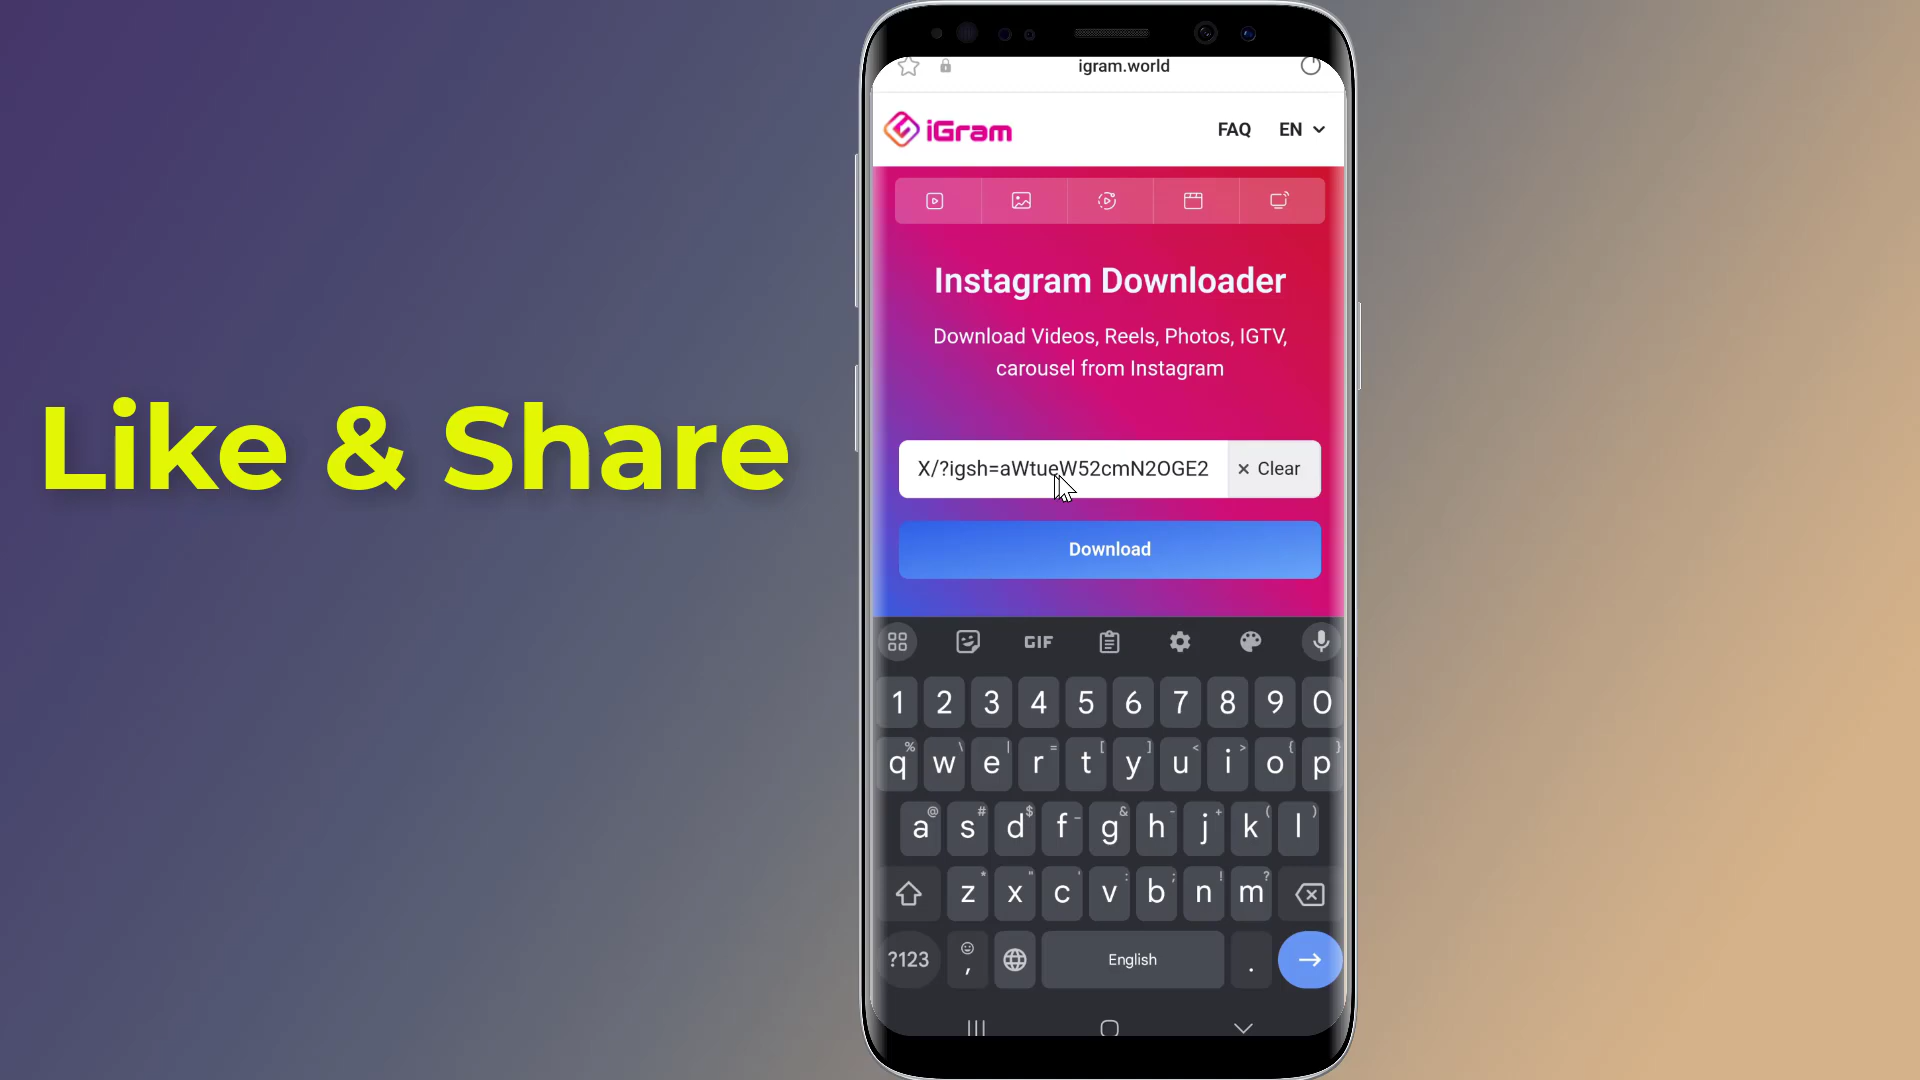 Like & Share
igram.world
iGram
FAQ EN
Instagram Downloader
Download Videos, Reels, Photos, IGTV,
carousel from Instagram
X/?igsh=aWtueW52cmN2OGE2
× Clear
Download
GIF
1 2 3 4 5 6 7 8 9 0
% \ | = [ ] < > { }
q w e r t y u i o p
@ # $ _ & - + ( )
a s d f g h j k l
* " ' : ; ! ?
z x c v b n m
?123 , English .